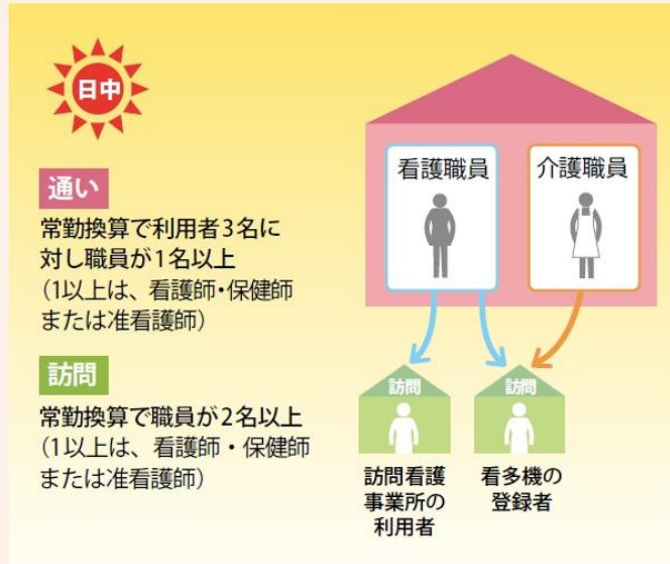 日中
通い
常勤換算で利用者3名に
対し職員が1名以上
(1以上は、看護師・保健師
または准看護師)
訪問
常勤換算で職員が2名以上
(1以上は、看護師・保健師
または准看護師)
看護職員
介護職員
訪問
訪問
訪問看護
事業所の
利用者
看多機の
登録者